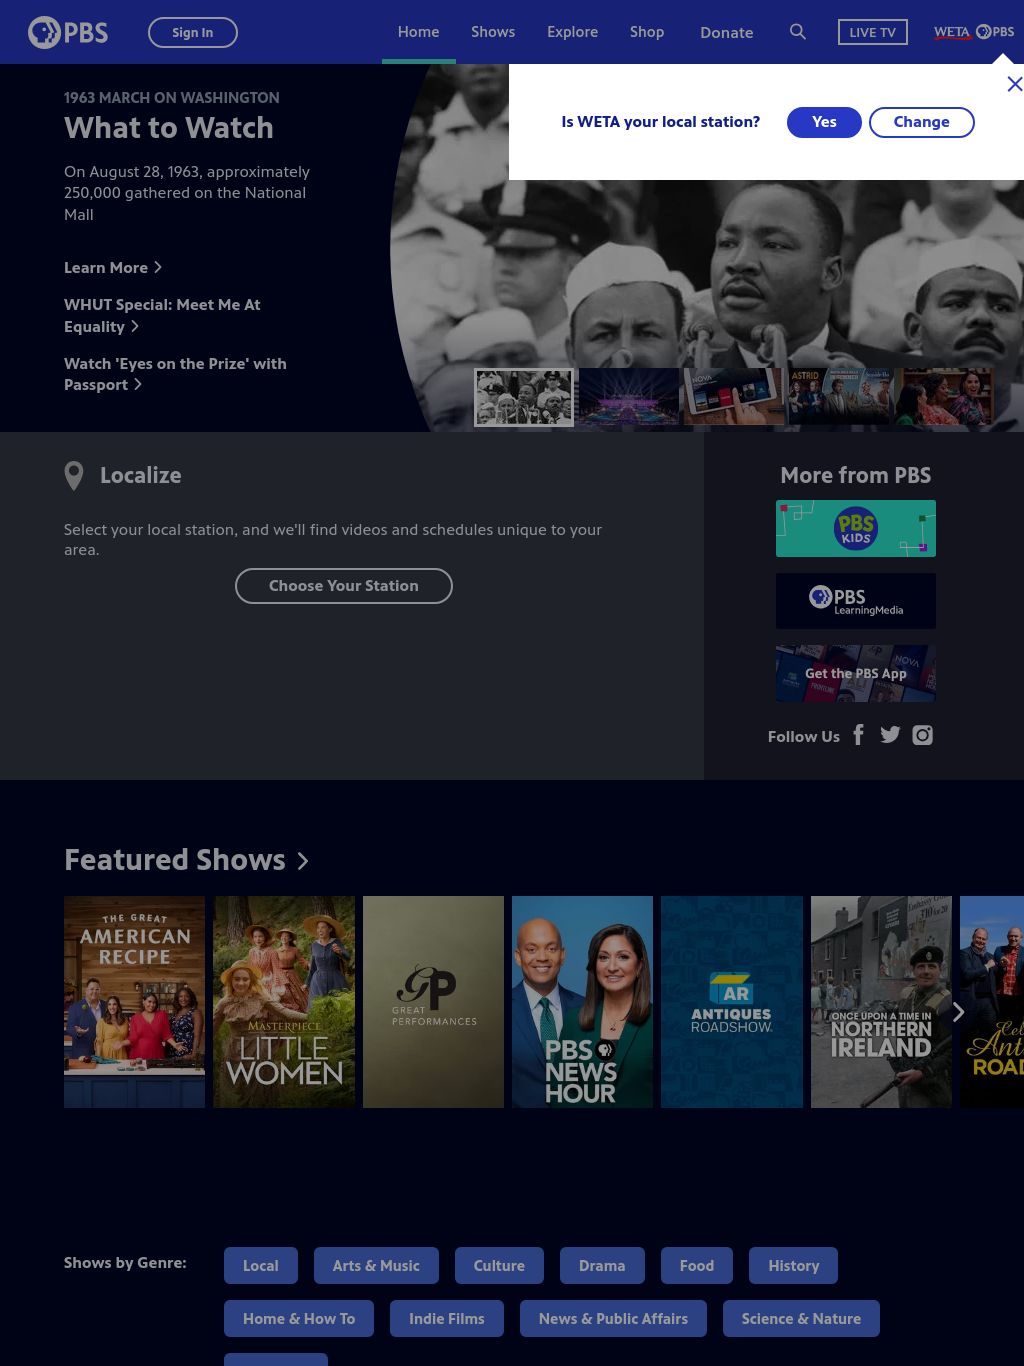 PBS
Sign In
Home
Shows
Explore
Shop
Donate
LIVE TV
WETA PBS
Is WETA your local station?
Yes
Change
1963 MARCH ON WASHINGTON
What to Watch
On August 28, 1963, approximately
250,000 gathered on the National
Mall
Learn More
WHUT Special: Meet Me At
Equality
Watch 'Eyes on the Prize' with
Passport
NOVA
ASTRID
Localize
Select your local station, and we'll find videos and schedules unique to your
area.
Choose Your Station
More from PBS
PBS
KIDS
PBS
LearningMedia
NOVA
FRONTLINE
ALI
Get the PBS App
Follow Us
Featured Shows
THE GREAT
AMERICAN
RECIPE
MASTERPIECE
LITTLE
WOMEN
GP
GREAT
PERFORMANCES
PBS
NEWS
HOUR
AR
ANTIQUES
ROADSHOW
ONCE UPON A TIME IN
NORTHERN
IRELAND
Shows by Genre:
Local
Arts & Music
Culture
Drama
Food
History
Home & How To
Indie Films
News & Public Affairs
Science & Nature